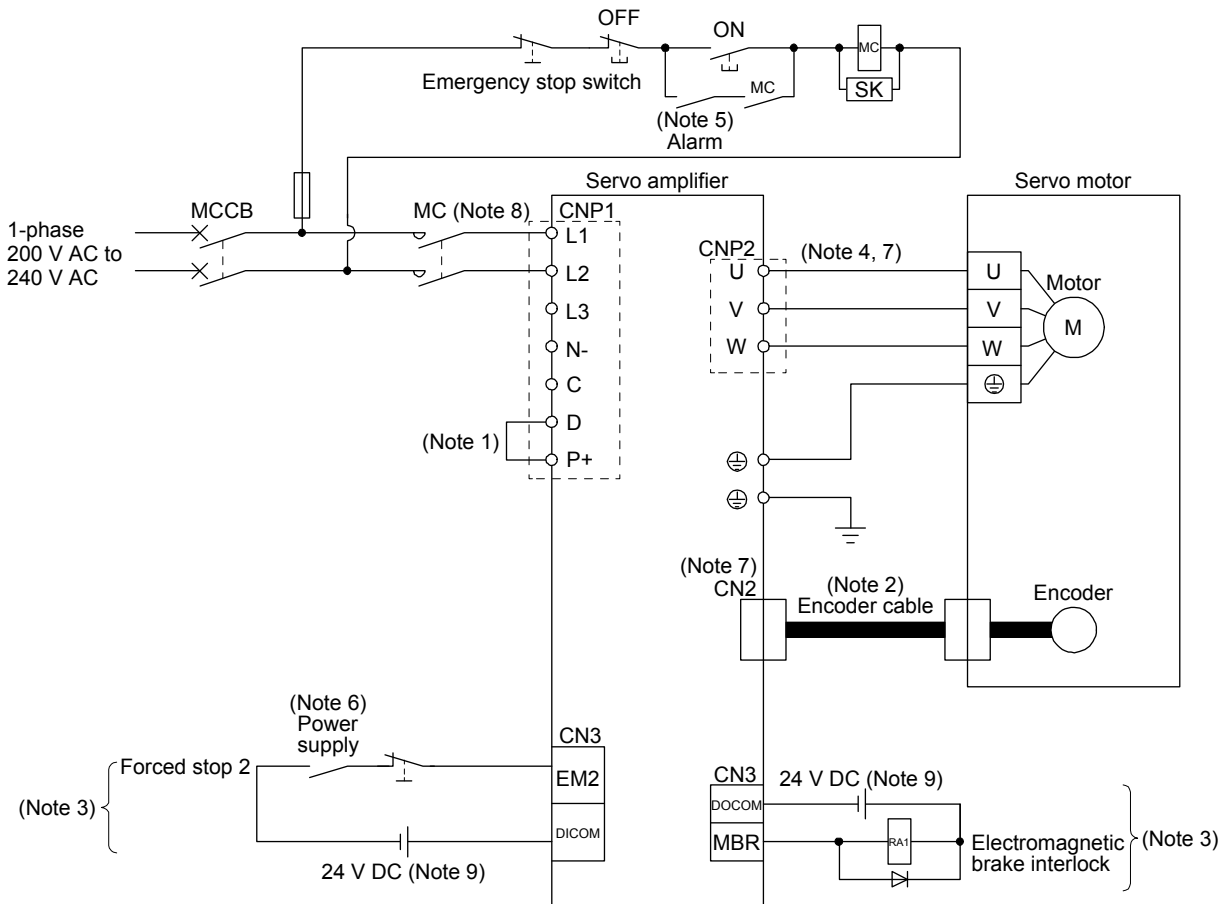 OFF
ON
MC
Emergency stop switch
SK
MC
(Note 5)
Alarm
Servo amplifier
Servo motor
MCCB
MC (Note 8)
CNP1
1-phase
200 V AC to
240 V AC
L1
L2
L3
N-
C
D
P+
(Note 1)
CNP2
(Note 4, 7)
U
V
W
U
V
W
Motor
M
(Note 7)
CN2
(Note 2)
Encoder cable
Encoder
(Note 6)
Power
supply
CN3
Forced stop 2
EM2
(Note 3)
DICOM
24 V DC (Note 9)
CN3
24 V DC (Note 9)
DOCOM
MBR
RA1
Electromagnetic
brake interlock
(Note 3)